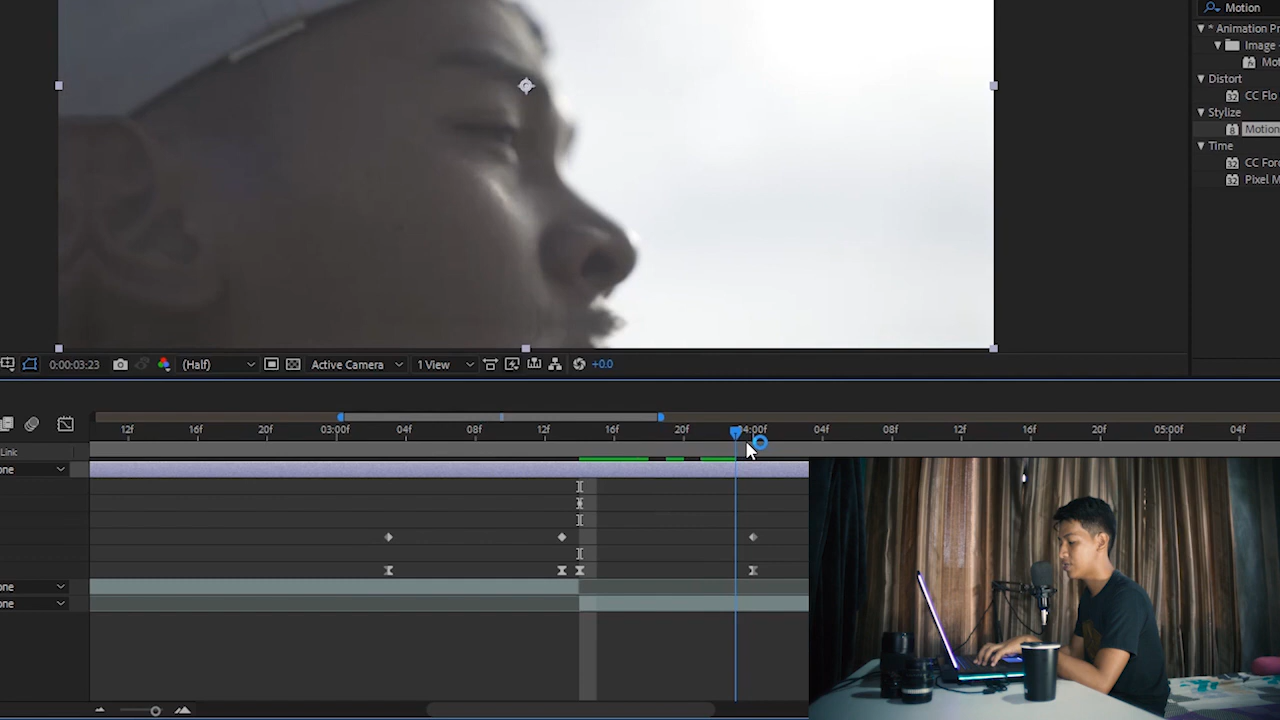 Motion
* Animation Pr
Image
Mot
Distort
CC Flo
Stylize
Motion
Time
CC Forc
Pixel M
0:00:03:23 (Half) Active Camera 1 View +0.0
12f 16f 20f 03:00f 04f 08f 12f 16f 20f 04:00f 04f 08f 12f 16f 20f 05:00f 04f
Link
one
one
one